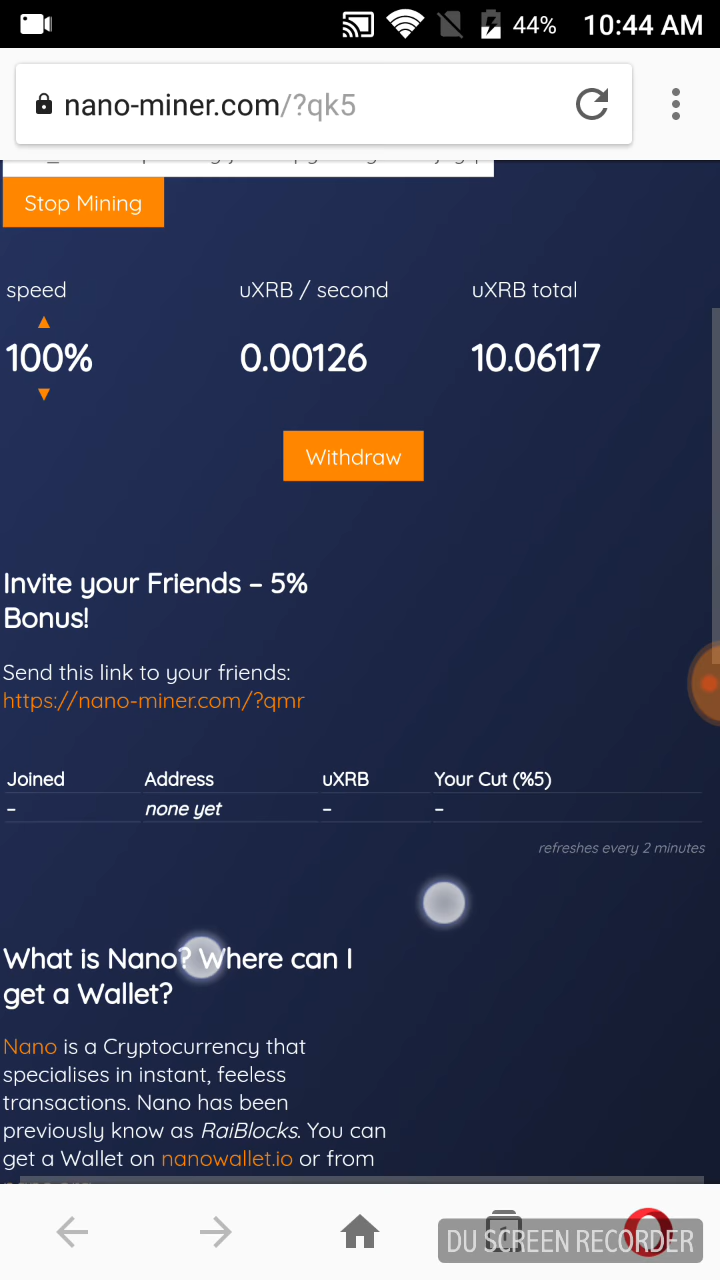 44% 10:44 AM
nano-miner.com/?qk5
Stop Mining
speed uXRB / second uXRB total
▲
100% 0.00126 10.06117
▼
Withdraw
Invite your Friends – 5%
Bonus!
Send this link to your friends:
https://nano-miner.com/?qmr
Joined Address uXRB Your Cut (%5)
– none yet – –
refreshes every 2 minutes
What is Nano? Where can I
get a Wallet?
Nano is a Cryptocurrency that
specialises in instant, feeless
transactions. Nano has been
previously know as RaiBlocks. You can
get a Wallet on nanowallet.io or from
DU SCREEN RECORDER